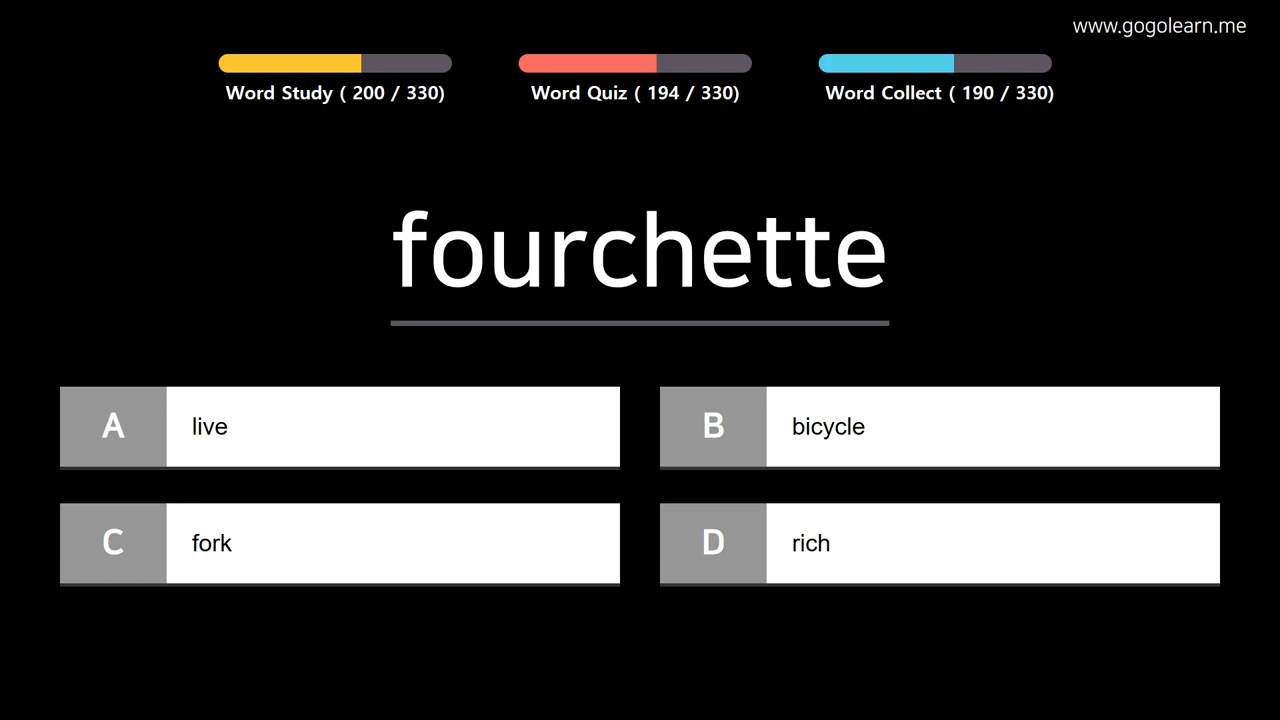 www.gogolearn.me
Word Study ( 200 / 330)
Word Quiz ( 194 / 330)
Word Collect ( 190 / 330)
fourchette
A live
B bicycle
C fork
D rich